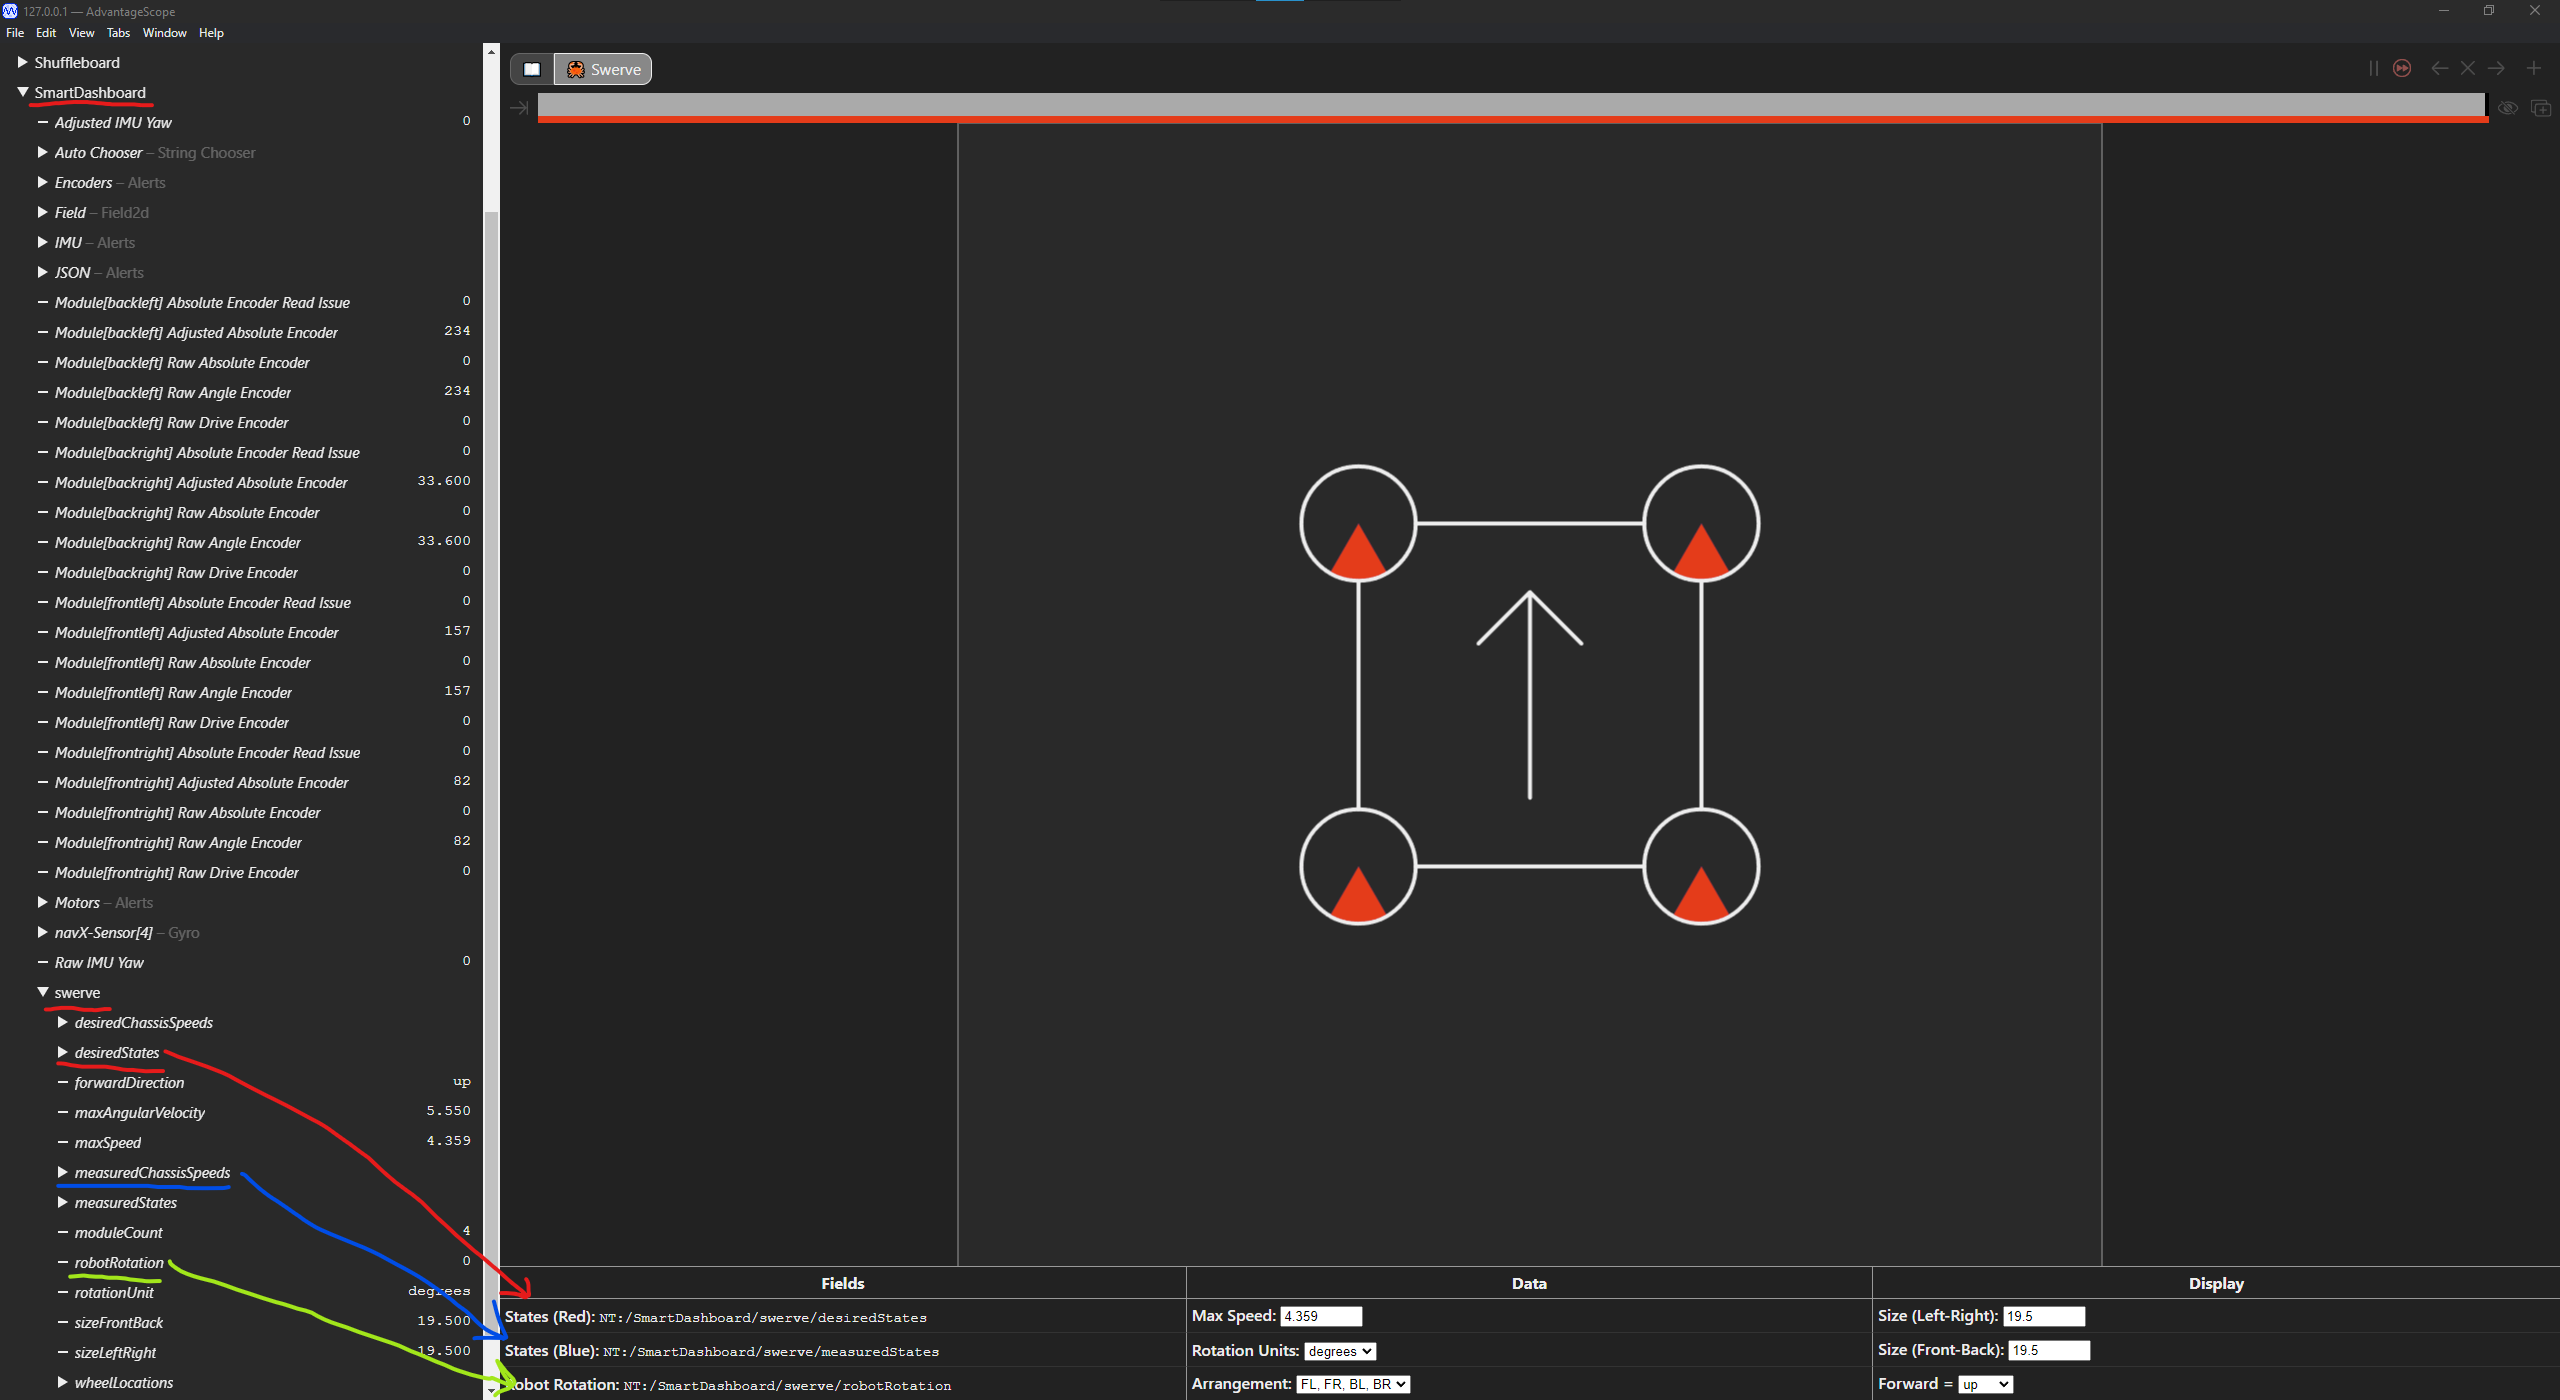 127.0.0.1 — AdvantageScope
File Edit View Tabs Window Help
Shuffleboard
SmartDashboard
Adjusted IMU Yaw 0
Auto Chooser – String Chooser
Encoders – Alerts
Field – Field2d
IMU – Alerts
JSON – Alerts
Module[backleft] Absolute Encoder Read Issue 0
Module[backleft] Adjusted Absolute Encoder 234
Module[backleft] Raw Absolute Encoder 0
Module[backleft] Raw Angle Encoder 234
Module[backleft] Raw Drive Encoder 0
Module[backright] Absolute Encoder Read Issue 0
Module[backright] Adjusted Absolute Encoder 33.600
Module[backright] Raw Absolute Encoder 0
Module[backright] Raw Angle Encoder 33.600
Module[backright] Raw Drive Encoder 0
Module[frontleft] Absolute Encoder Read Issue 0
Module[frontleft] Adjusted Absolute Encoder 157
Module[frontleft] Raw Absolute Encoder 0
Module[frontleft] Raw Angle Encoder 157
Module[frontleft] Raw Drive Encoder 0
Module[frontright] Absolute Encoder Read Issue 0
Module[frontright] Adjusted Absolute Encoder 82
Module[frontright] Raw Absolute Encoder 0
Module[frontright] Raw Angle Encoder 82
Module[frontright] Raw Drive Encoder 0
Motors – Alerts
navX-Sensor[4] – Gyro
Raw IMU Yaw 0
swerve
desiredChassisSpeeds
desiredStates
forwardDirection up
maxAngularVelocity 5.550
maxSpeed 4.359
measuredChassisSpeeds
measuredStates
moduleCount 4
robotRotation 0
rotationUnit degrees
sizeFrontBack 19.500
sizeLeftRight 19.500
wheelLocations
Swerve
Fields Data Display
States (Red): NT:/SmartDashboard/swerve/desiredStates Max Speed: 4.359 Size (Left-Right): 19.5
States (Blue): NT:/SmartDashboard/swerve/measuredStates Rotation Units: degrees Size (Front-Back): 19.5
Robot Rotation: NT:/SmartDashboard/swerve/robotRotation Arrangement: FL, FR, BL, BR Forward = up